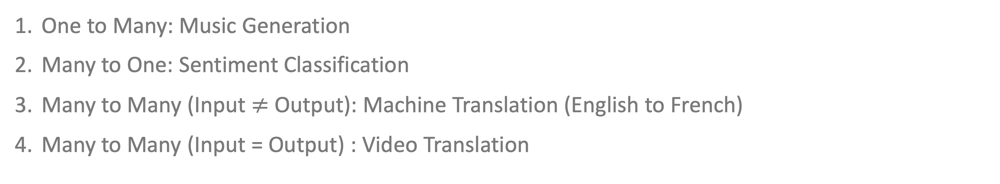 1. One to Many: Music Generation
2. Many to One: Sentiment Classification
3. Many to Many (Input ≠ Output): Machine Translation (English to French)
4. Many to Many (Input = Output) : Video Translation